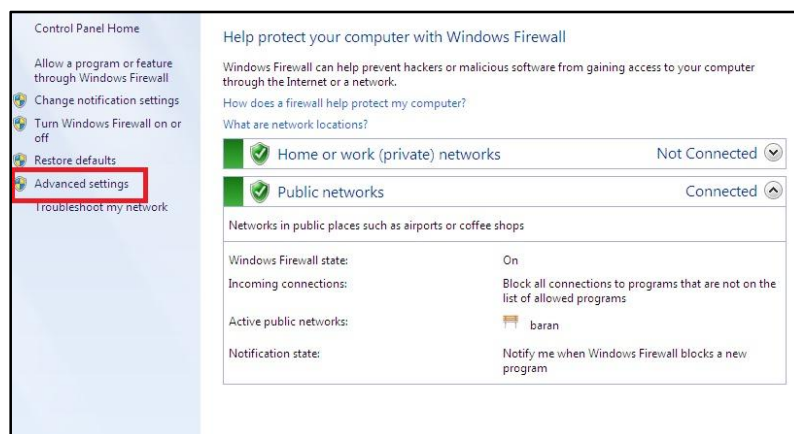 Control Panel Home
Allow a program or feature
through Windows Firewall
Change notification settings
Turn Windows Firewall on or
off
Restore defaults
Advanced settings
Troubleshoot my network
Help protect your computer with Windows Firewall
Windows Firewall can help prevent hackers or malicious software from gaining access to your computer
through the Internet or a network.
How does a firewall help protect my computer?
What are network locations?
Home or work (private) networks Not Connected
Public networks Connected
Networks in public places such as airports or coffee shops
Windows Firewall state: On
Incoming connections: Block all connections to programs that are not on the
list of allowed programs
Active public networks: baran
Notification state: Notify me when Windows Firewall blocks a new
program